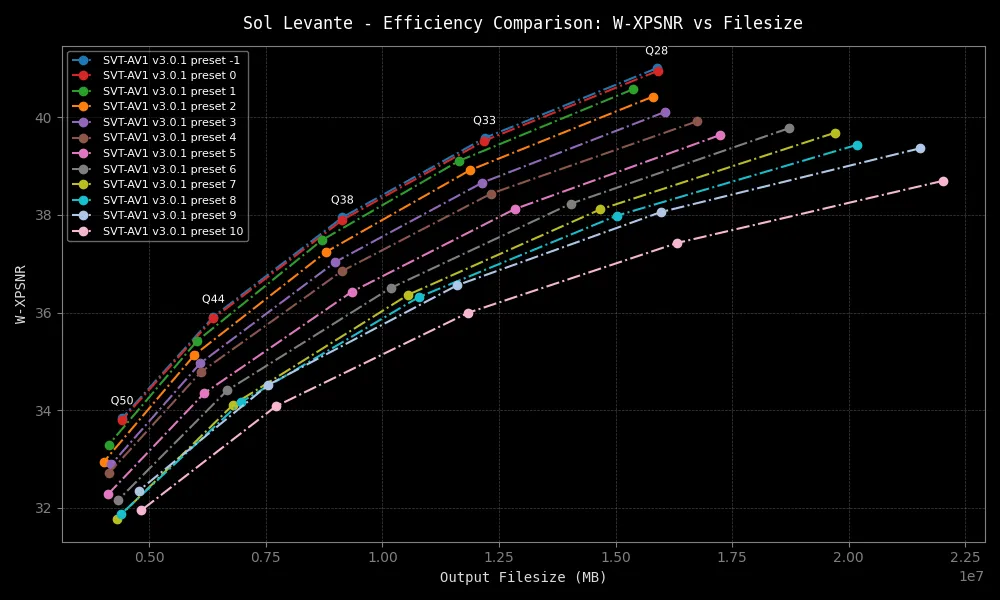 Sol Levante - Efficiency Comparison: W-XPSNR vs Filesize
SVT-AV1 v3.0.1 preset -1
SVT-AV1 v3.0.1 preset 0
SVT-AV1 v3.0.1 preset 1
SVT-AV1 v3.0.1 preset 2
SVT-AV1 v3.0.1 preset 3
SVT-AV1 v3.0.1 preset 4
SVT-AV1 v3.0.1 preset 5
SVT-AV1 v3.0.1 preset 6
SVT-AV1 v3.0.1 preset 7
SVT-AV1 v3.0.1 preset 8
SVT-AV1 v3.0.1 preset 9
SVT-AV1 v3.0.1 preset 10
Q28
Q33
Q38
Q44
Q50
40
38
36
34
32
W-XPSNR
0.50 0.75 1.00 1.25 1.50 1.75 2.00 2.25
1e7
Output Filesize (MB)